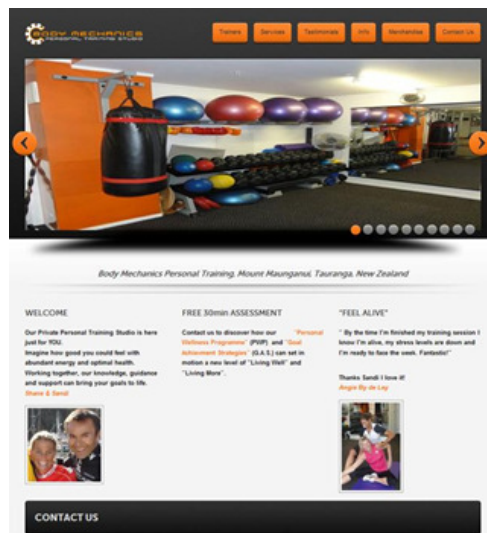 BODY MECHANICS
PERSONAL TRAINING STUDIO
Trainers
Services
Testimonials
Info
Merchandise
Contact Us
Body Mechanics Personal Training, Mount Maunganui, Tauranga, New Zealand
WELCOME
Our Private Personal Training Studio is here
just for YOU.
Imagine how good you could feel with
abundant energy and optimal health.
Working together, our knowledge, guidance
and support can bring your goals to life.
Shane & Sandi
FREE 30min ASSESSMENT
Contact us to discover how our "Personal
Wellness Programme" (PWP) and "Goal
Achievment Strategies" (G.A.S.) can set in
motion a new level of "Living Well" and
"Living More".
"FEEL ALIVE"
" By the time I'm finished my training session I
know I'm alive, my stress levels are down and
I'm ready to face the week. Fantastic!"
Thanks Sandi I love it!
Angie By de Ley
CONTACT US